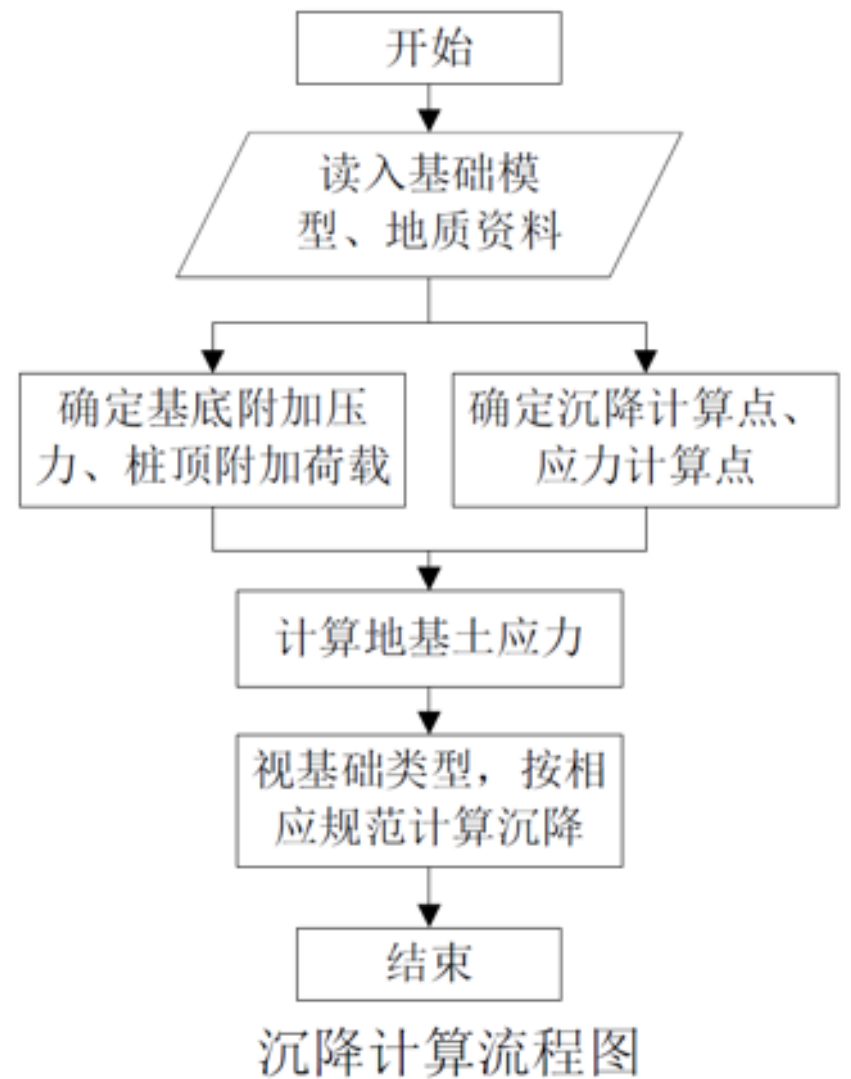 开始
读入基础模
型、地质资料
确定基底附加压
力、桩顶附加荷载
确定沉降计算点、
应力计算点
计算地基土应力
视基础类型，按相
应规范计算沉降
结束
沉降计算流程图